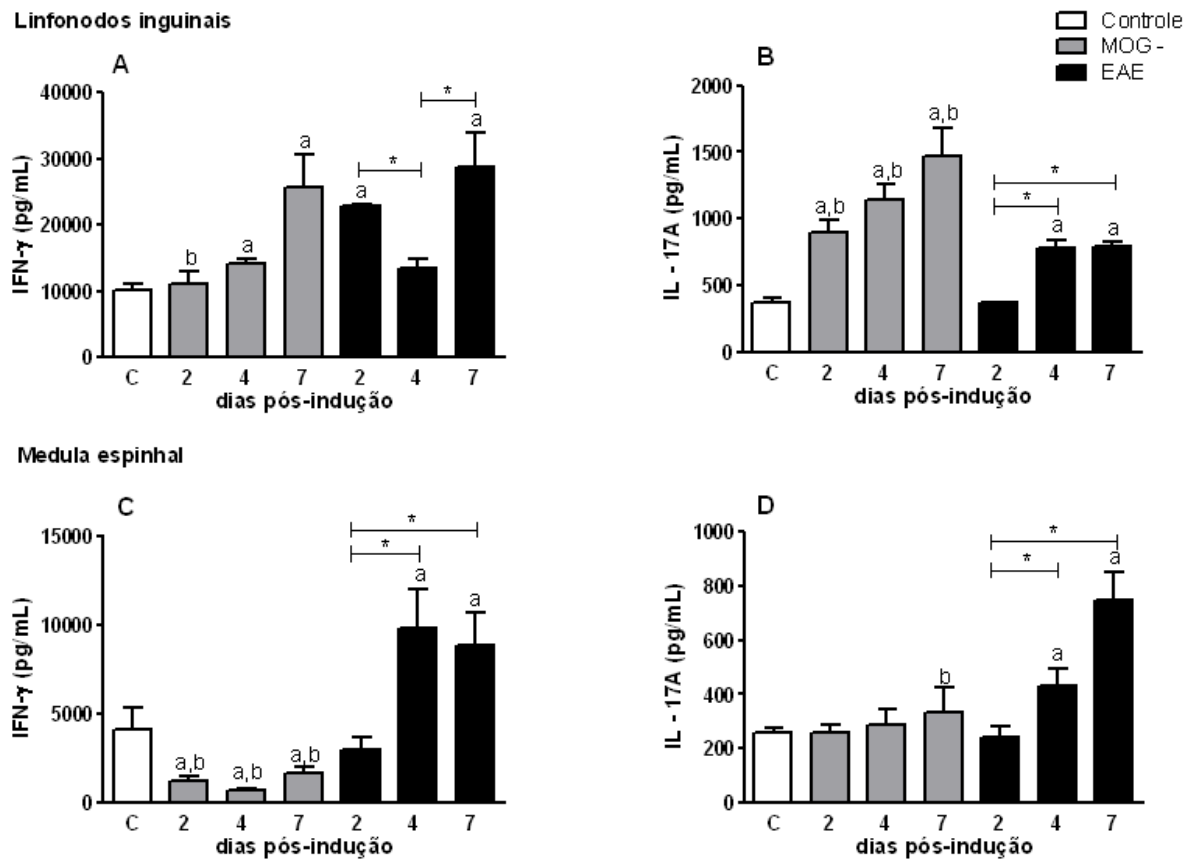 Linfonodos inguinais
Controle
MOG -
EAE
A
40000
30000
20000
10000
0
IFN-γ (pg/mL)
b
a
a
a
*
*
a
C 2 4 7 2 4 7
dias pós-indução
B
2000
1500
1000
500
0
IL - 17A (pg/mL)
a,b
a,b
a,b
*
*
a
a
C 2 4 7 2 4 7
dias pós-indução
Medula espinhal
C
15000
10000
5000
0
IFN-γ (pg/mL)
a,b
a,b
a,b
*
*
a
a
C 2 4 7 2 4 7
dias pós-indução
D
1000
800
600
400
200
0
IL - 17A (pg/mL)
b
*
*
a
a
C 2 4 7 2 4 7
dias pós-indução